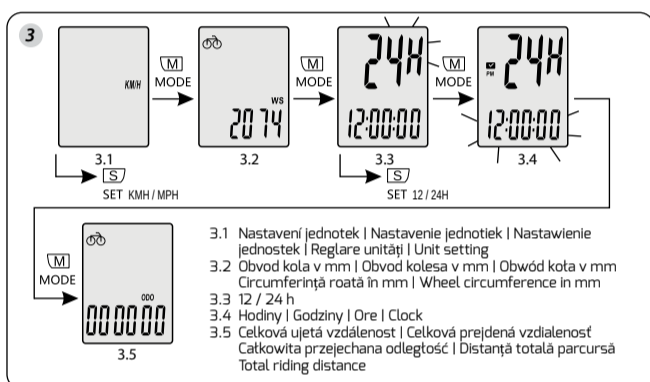 3
KM/H
M
MODE
WS
2074
M
MODE
24H
12:00:00
M
MODE
PM
24H
12:00:00
3.1
3.2
3.3
3.4
S
SET KMH / MPH
S
SET 12 / 24H
M
MODE
ODO
000000
3.5
3.1 Nastavení jednotek | Nastavenie jednotiek | Nastawienie
jednostek | Reglare unităţi | Unit setting
3.2 Obvod kola v mm | Obvod kolesa v mm | Obwód koła v mm
Circumferinţă roată în mm | Wheel circumference in mm
3.3 12 / 24 h
3.4 Hodiny | Godziny | Ore | Clock
3.5 Celková ujetá vzdálenost | Celková prejdená vzdialenosť
Całkowita przejechana odległość | Distanţă totală parcursă
Total riding distance